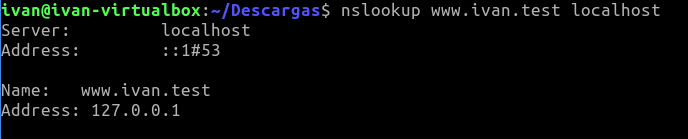 ivan@ivan-virtualbox:~/Descargas$ nslookup www.ivan.test localhost
Server:         localhost
Address:        ::1#53

Name:   www.ivan.test
Address: 127.0.0.1